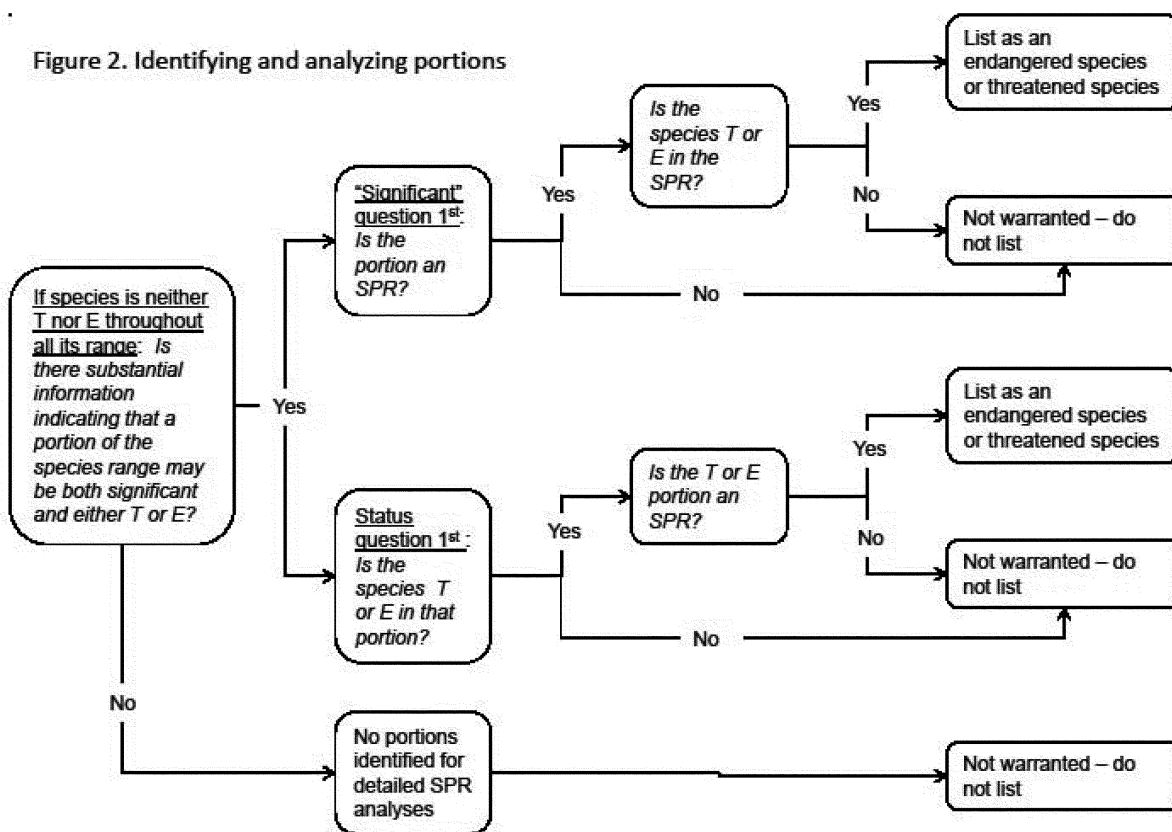 .
Figure 2. Identifying and analyzing portions
If species is neither
T nor E throughout
all its range: Is
there substantial
information
indicating that a
portion of the
species range may
be both significant
and either T or E?
Yes
No
"Significant"
question 1st:
Is the
portion an
SPR?
Yes
No
Is the
species T or
E in the
SPR?
Yes
No
List as an
endangered species
or threatened species
Not warranted – do
not list
Status
question 1st :
Is the
species T
or E in that
portion?
Yes
No
Is the T or E
portion an
SPR?
Yes
No
List as an
endangered species
or threatened species
Not warranted – do
not list
No portions
identified for
detailed SPR
analyses
Not warranted – do
not list